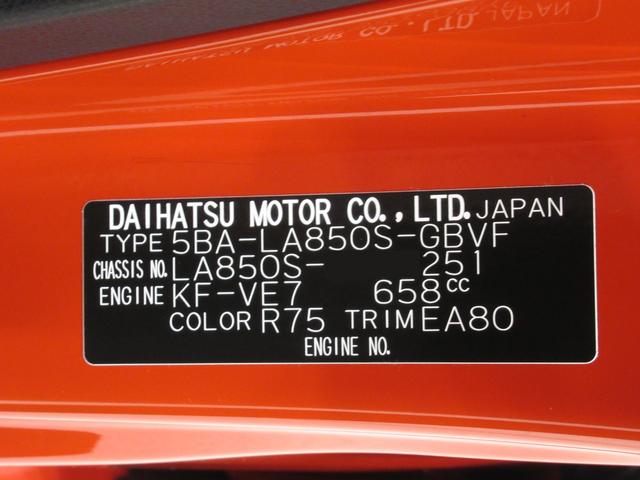 DAIHATSU MOTOR CO., LTD. JAPAN
TYPE 5BA-LA850S-GBVF
CHASSIS NO. LA850S- 251
ENGINE KF-VE7 658cc
COLOR R75 TRIM EA80
ENGINE NO.